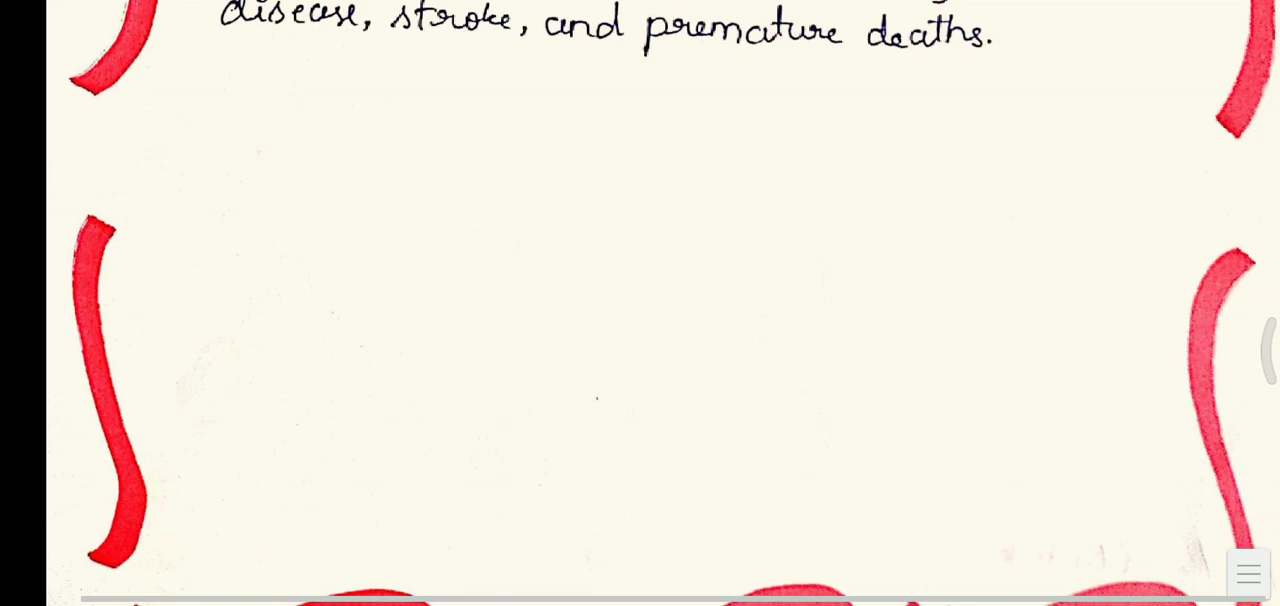 disease, stroke, and premature deaths.